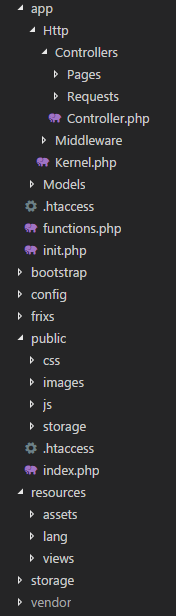 app
Http
Controllers
Pages
Requests
Controller.php
Middleware
Kernel.php
Models
.htaccess
functions.php
init.php
bootstrap
config
frixs
public
css
images
js
storage
.htaccess
index.php
resources
assets
lang
views
storage
vendor